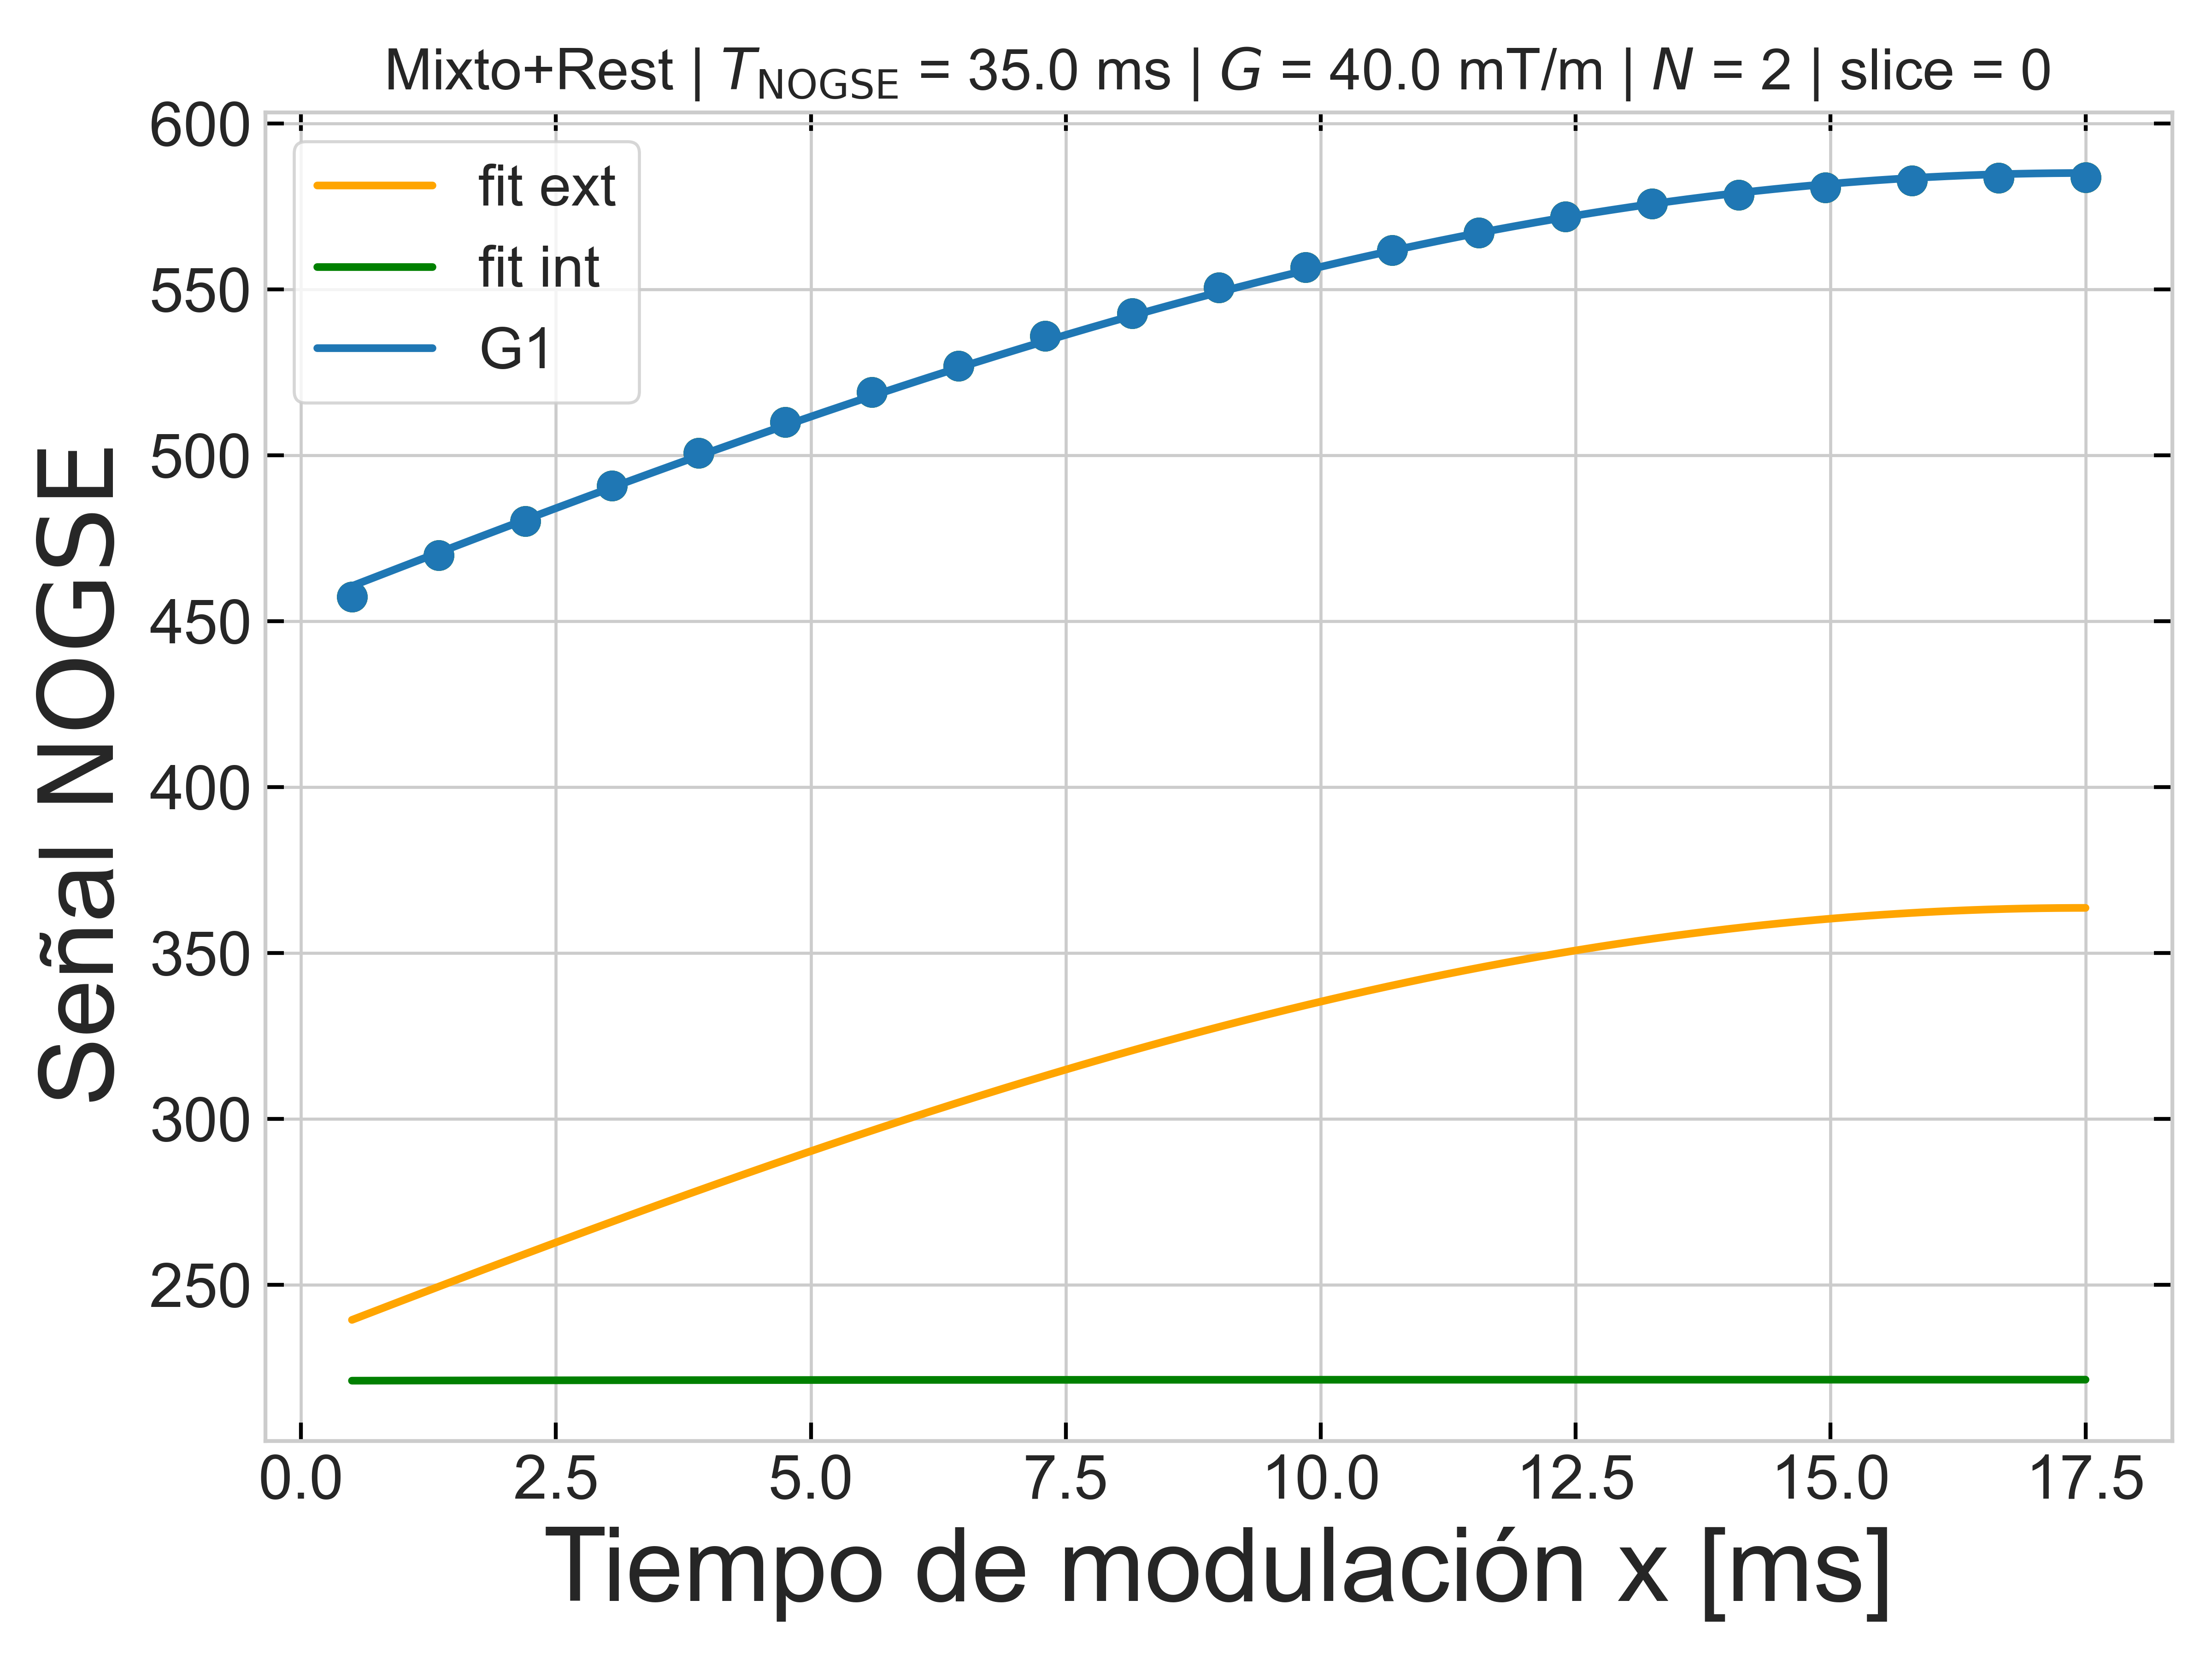 Mixto+Rest | T_NOGSE = 35.0 ms | G = 40.0 mT/m | N = 2 | slice = 0
600
550
500
450
400
350
300
250
fit ext
fit int
G1
Señal NOGSE
0.0 2.5 5.0 7.5 10.0 12.5 15.0 17.5
Tiempo de modulación x [ms]